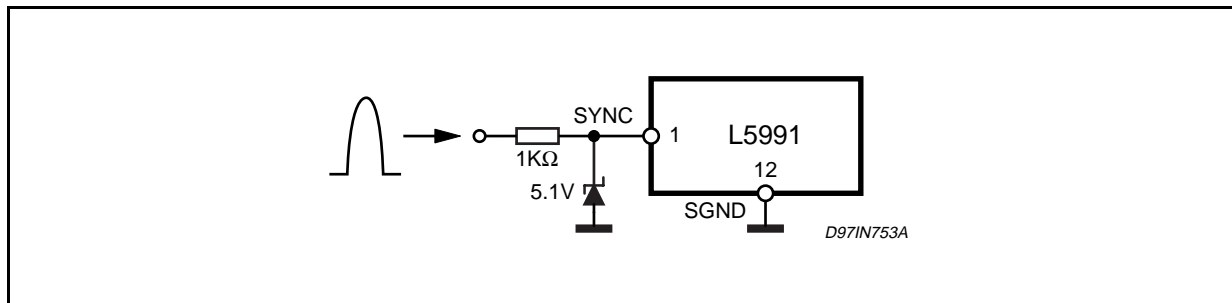 SYNC
1
L5991
1KΩ
12
5.1V
SGND
D97IN753A